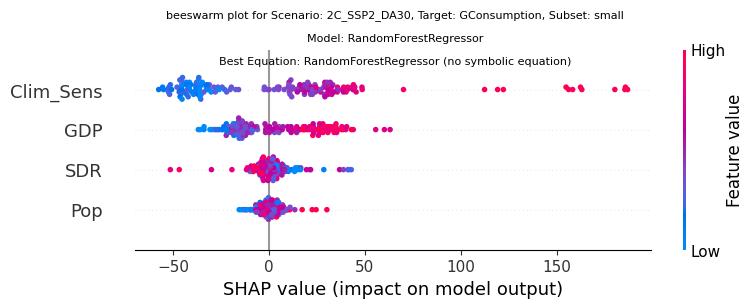 beeswarm plot for Scenario: 2C_SSP2_DA30, Target: GConsumption, Subset: small
Model: RandomForestRegressor
Best Equation: RandomForestRegressor (no symbolic equation)
High
Clim_Sens
GDP
SDR
Pop
Feature value
Low
−50 0 50 100 150
SHAP value (impact on model output)